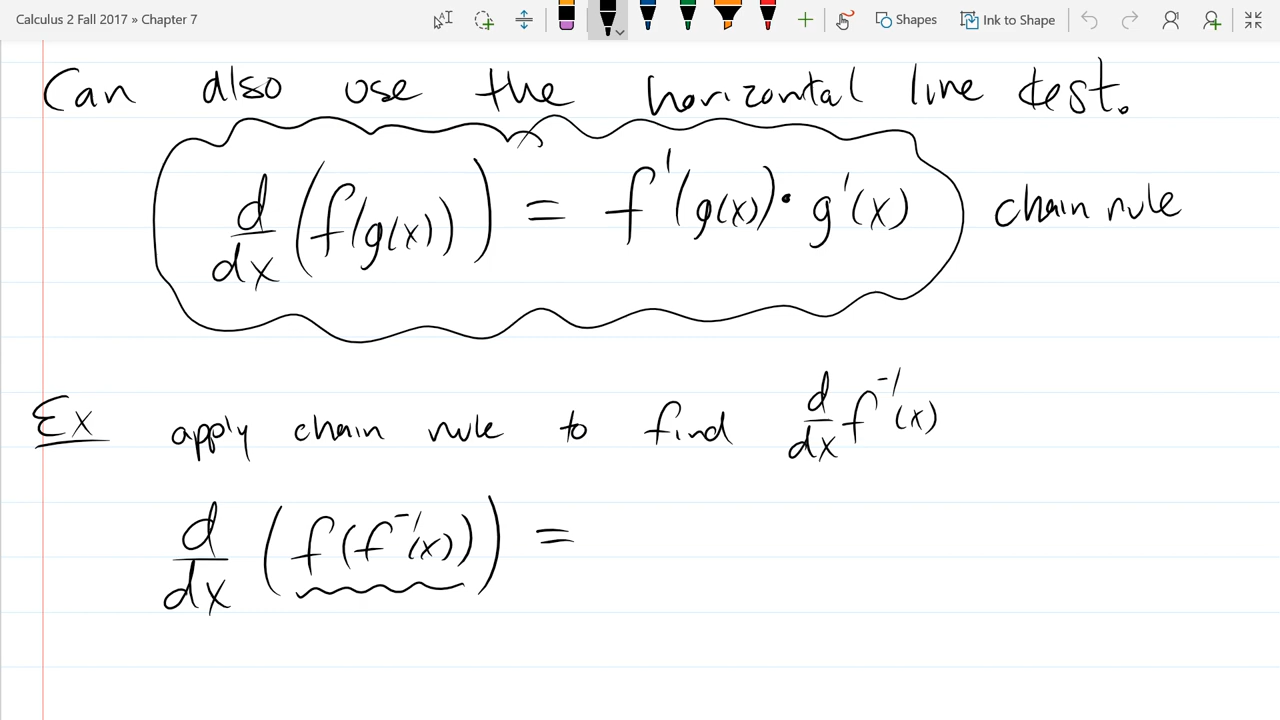 Calculus 2 Fall 2017 » Chapter 7
Shapes
Ink to Shape
Can also use the horizontal line test.
d/dx (f(g(x))) = f'(g(x)) · g'(x) chain rule
Ex apply chain rule to find d/dx f⁻¹(x)
d/dx (f(f⁻¹(x))) =